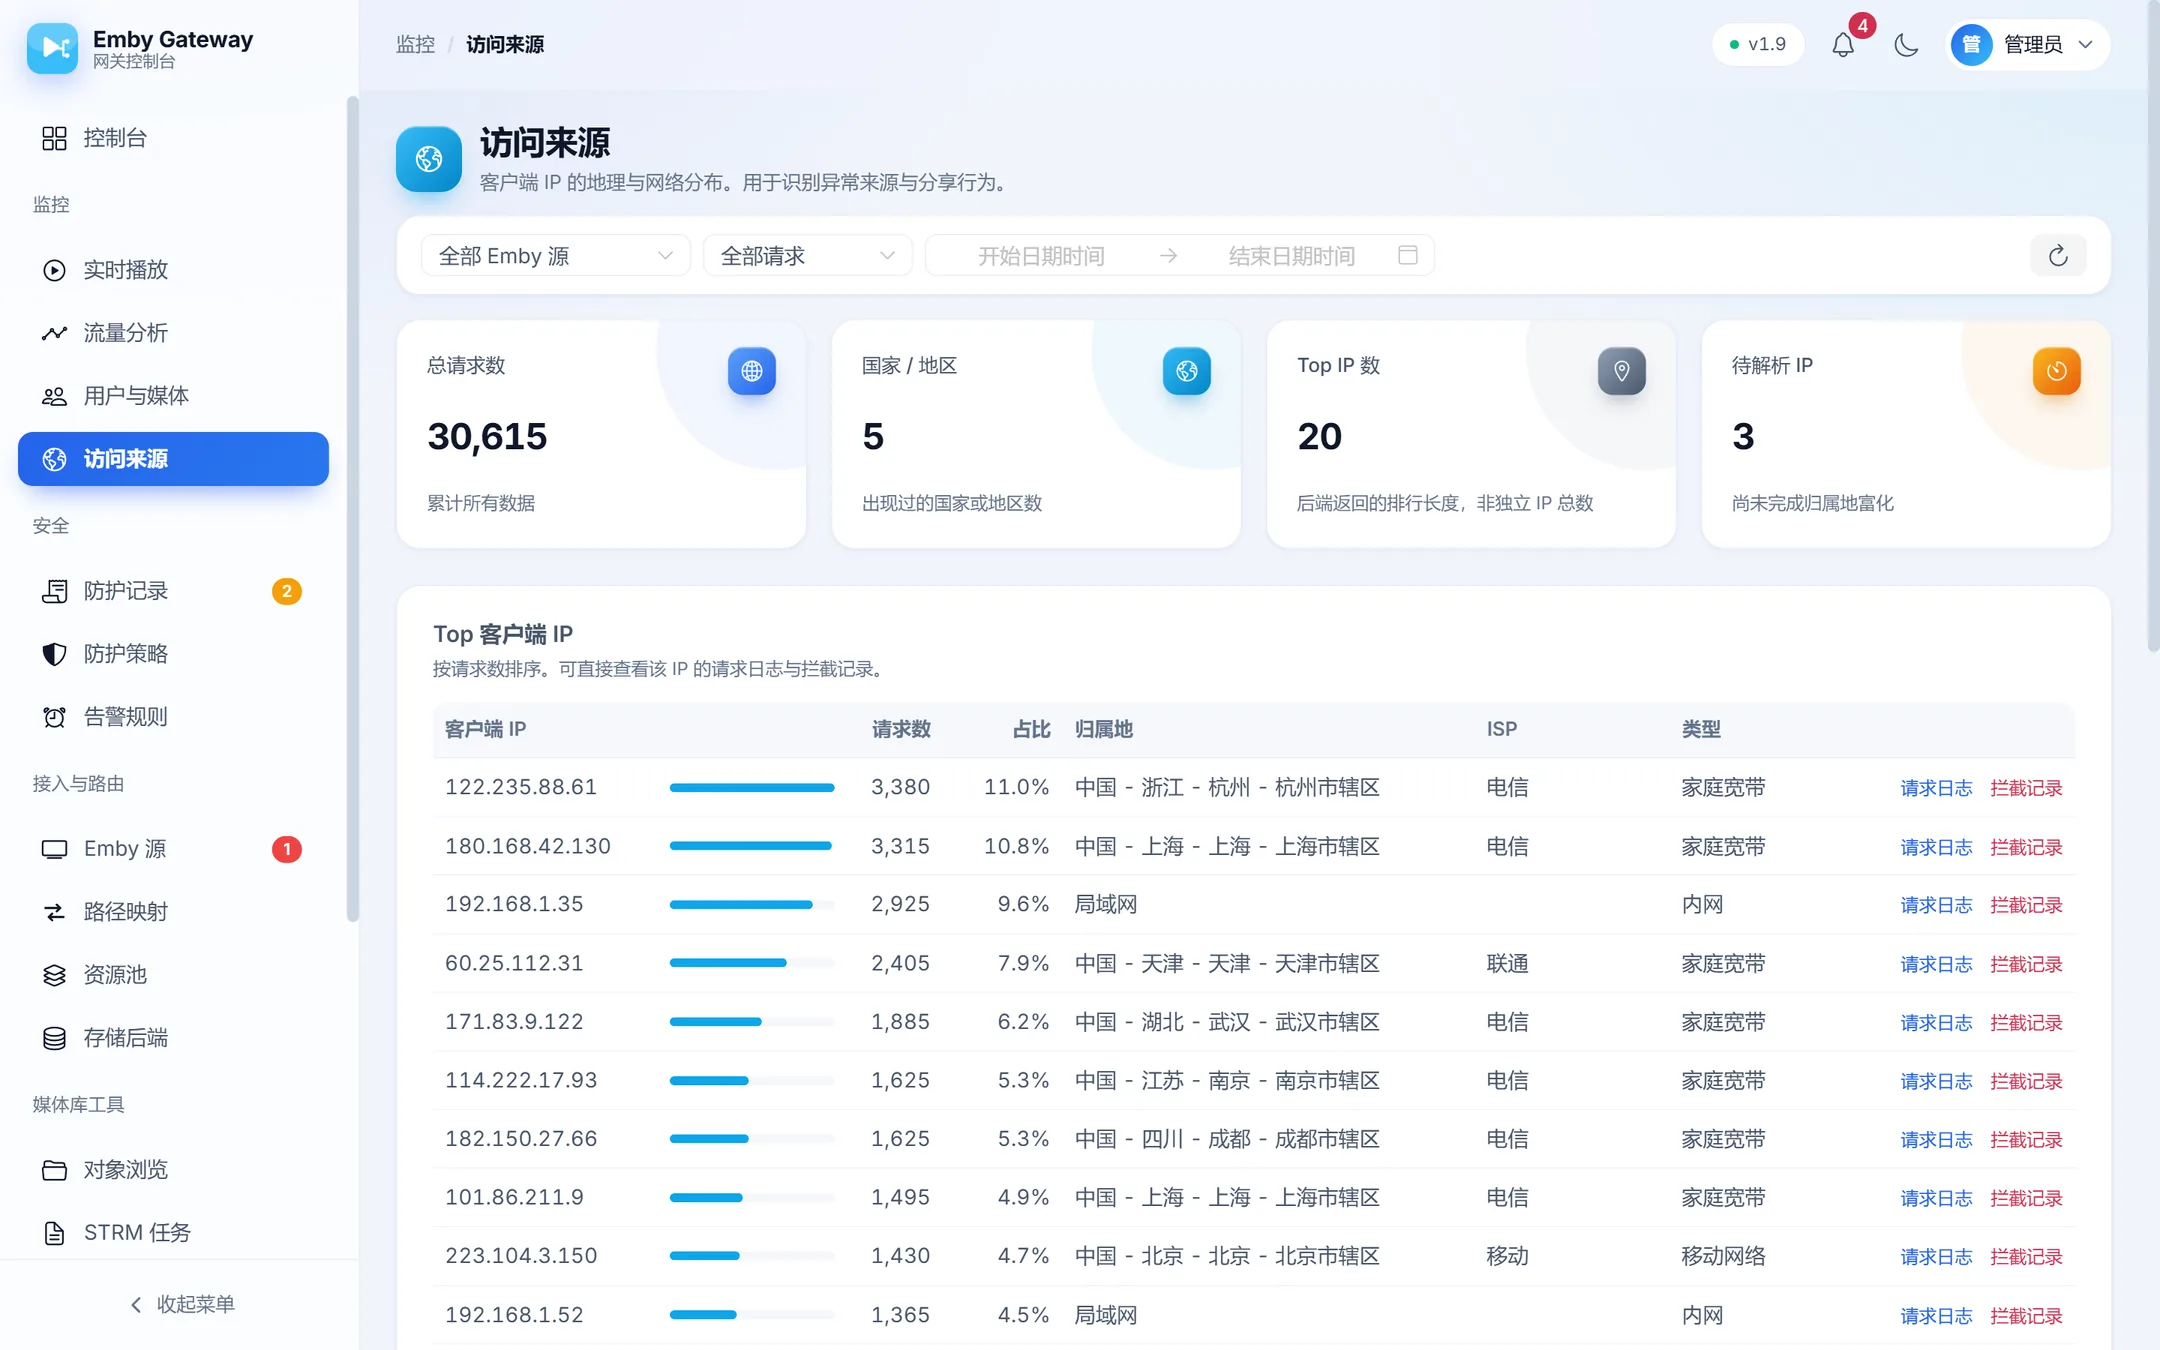 Emby Gateway
网关控制台
控制台
监控
实时播放
流量分析
用户与媒体
访问来源
安全
防护记录 2
防护策略
告警规则
接入与路由
Emby 源 1
路径映射
资源池
存储后端
媒体库工具
对象浏览
STRM 任务
收起菜单
监控 / 访问来源
v1.9
4
管 管理员
访问来源
客户端 IP 的地理与网络分布。用于识别异常来源与分享行为。
全部 Emby 源 全部请求 开始日期时间 → 结束日期时间
总请求数
30,615
累计所有数据
国家 / 地区
5
出现过的国家或地区数
Top IP 数
20
后端返回的排行长度，非独立 IP 总数
待解析 IP
3
尚未完成归属地富化
Top 客户端 IP
按请求数排序。可直接查看该 IP 的请求日志与拦截记录。
客户端 IP 请求数 占比 归属地 ISP 类型
122.235.88.61 3,380 11.0% 中国 - 浙江 - 杭州 - 杭州市辖区 电信 家庭宽带 请求日志 拦截记录
180.168.42.130 3,315 10.8% 中国 - 上海 - 上海 - 上海市辖区 电信 家庭宽带 请求日志 拦截记录
192.168.1.35 2,925 9.6% 局域网 内网 请求日志 拦截记录
60.25.112.31 2,405 7.9% 中国 - 天津 - 天津 - 天津市辖区 联通 家庭宽带 请求日志 拦截记录
171.83.9.122 1,885 6.2% 中国 - 湖北 - 武汉 - 武汉市辖区 电信 家庭宽带 请求日志 拦截记录
114.222.17.93 1,625 5.3% 中国 - 江苏 - 南京 - 南京市辖区 电信 家庭宽带 请求日志 拦截记录
182.150.27.66 1,625 5.3% 中国 - 四川 - 成都 - 成都市辖区 电信 家庭宽带 请求日志 拦截记录
101.86.211.9 1,495 4.9% 中国 - 上海 - 上海 - 上海市辖区 电信 家庭宽带 请求日志 拦截记录
223.104.3.150 1,430 4.7% 中国 - 北京 - 北京 - 北京市辖区 移动 移动网络 请求日志 拦截记录
192.168.1.52 1,365 4.5% 局域网 内网 请求日志 拦截记录